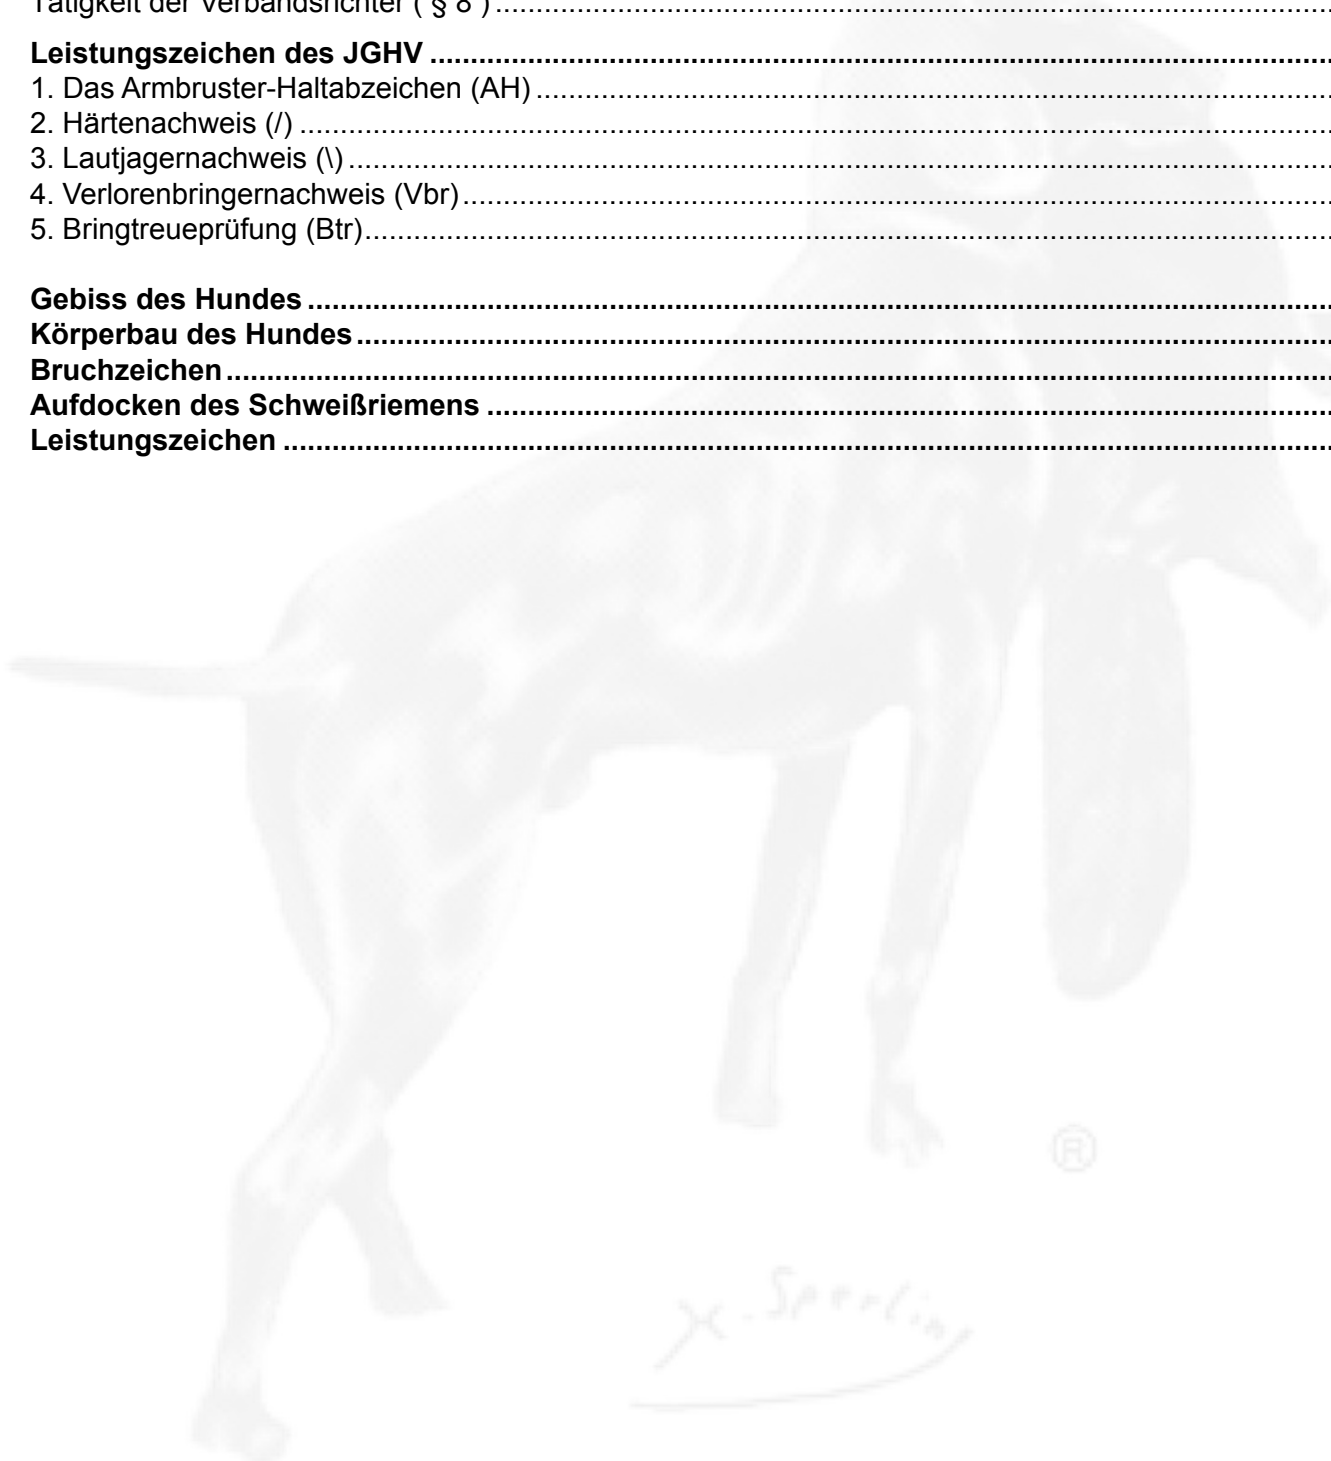 Tätigkeit der Verbandsrichter ( § 8 ) ..........
Leistungszeichen des JGHV ..........
1. Das Armbruster-Haltabzeichen (AH) ..........
2. Härtenachweis (/) ..........
3. Lautjagernachweis (\) ..........
4. Verlorenbringernachweis (Vbr) ..........
5. Bringtreueprüfung (Btr) ..........
Gebiss des Hundes ..........
Körperbau des Hundes ..........
Bruchzeichen ..........
Aufdocken des Schweißriemens ..........
Leistungszeichen ..........
®